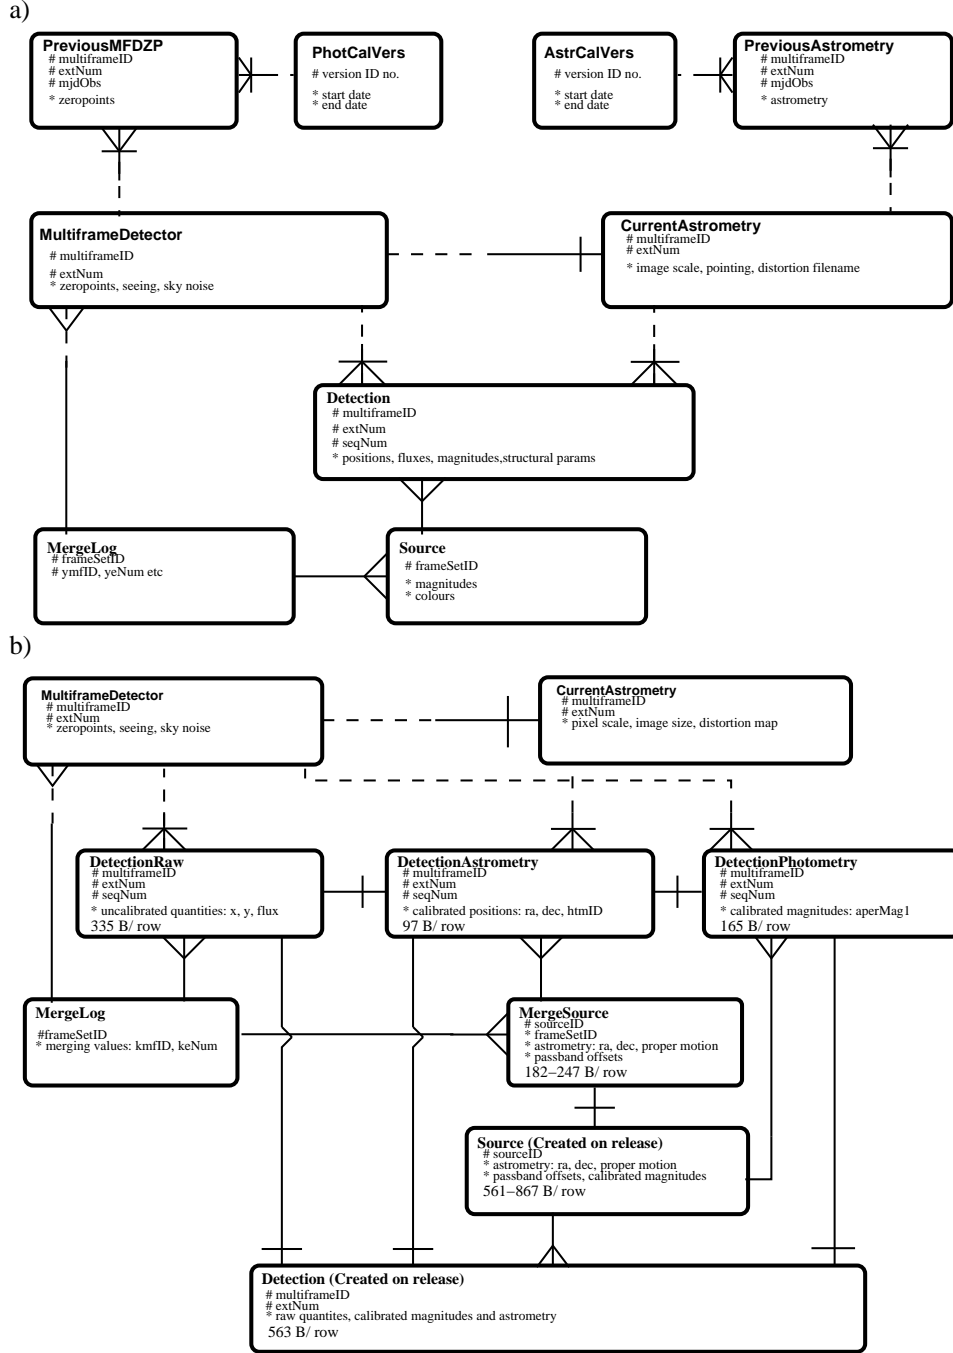 a)
PreviousMFDZP
# multiframeID
# extNum
# mjdObs
* zeropoints
PhotCalVers
# version ID no.
* start date
* end date
AstrCalVers
# version ID no.
* start date
* end date
PreviousAstrometry
# multiframeID
# extNum
# mjdObs
* astrometry
MultiframeDetector
# multiframeID
# extNum
* zeropoints, seeing, sky noise
CurrentAstrometry
# multiframeID
# extNum
* image scale, pointing, distortion filename
Detection
# multiframeID
# extNum
# seqNum
* positions, fluxes, magnitudes,structural params
MergeLog
# frameSetID
# ymfID, yeNum etc
Source
# frameSetID
* magnitudes
* colours
b)
MultiframeDetector
# multiframeID
# extNum
* zeropoints, seeing, sky noise
CurrentAstrometry
# multiframeID
# extNum
* pixel scale, image size, distortion map
DetectionRaw
# multiframeID
# extNum
# seqNum
* uncalibrated quantities: x, y, flux
335 B/ row
DetectionAstrometry
# multiframeID
# extNum
# seqNum
* calibrated positions: ra, dec, htmID
97 B/ row
DetectionPhotometry
# multiframeID
# extNum
# seqNum
* calibrated magnitudes: aperMag1
165 B/ row
MergeLog
#frameSetID
* merging values: kmfID, keNum
MergeSource
# sourceID
* frameSetID
* astrometry: ra, dec, proper motion
* passband offsets
182–247 B/ row
Source (Created on release)
# sourceID
* astrometry: ra, dec, proper motion
* passband offsets, calibrated magnitudes
561–867 B/ row
Detection (Created on release)
# multiframeID
# extNum
* raw quantites, calibrated magnitudes and astrometry
563 B/ row